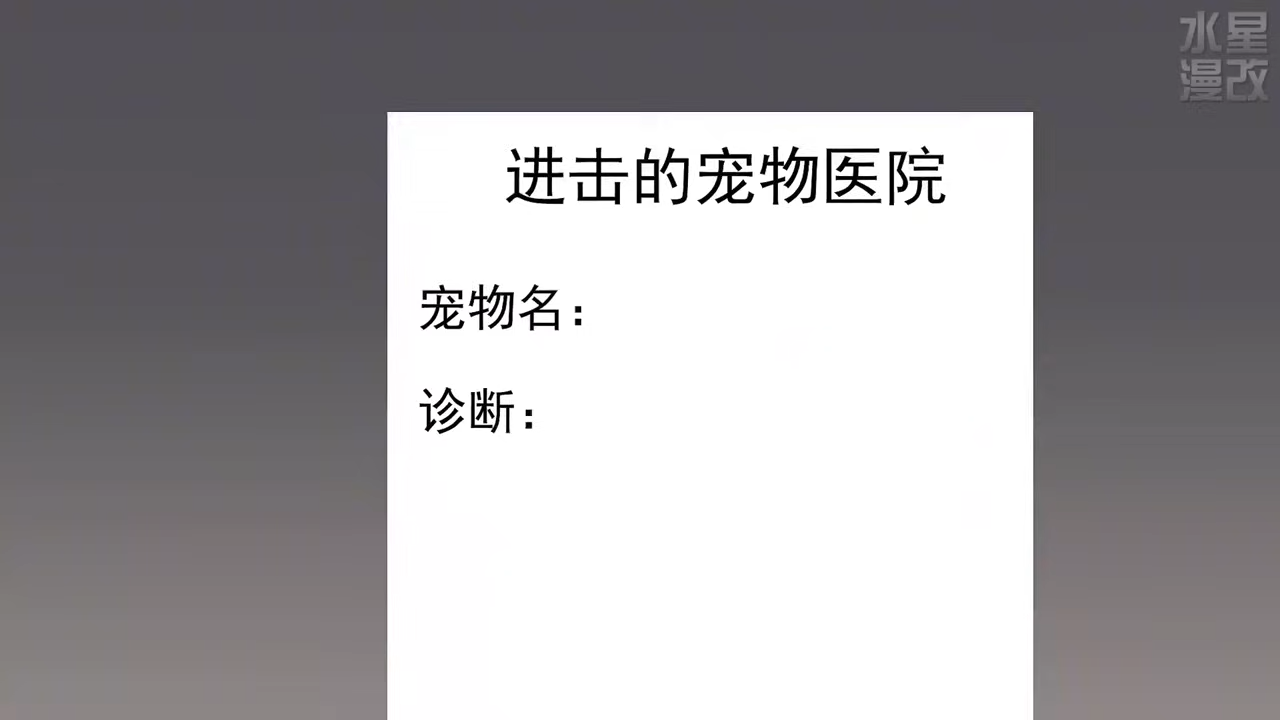 水星
漫改
进击的宠物医院
宠物名：
诊断：